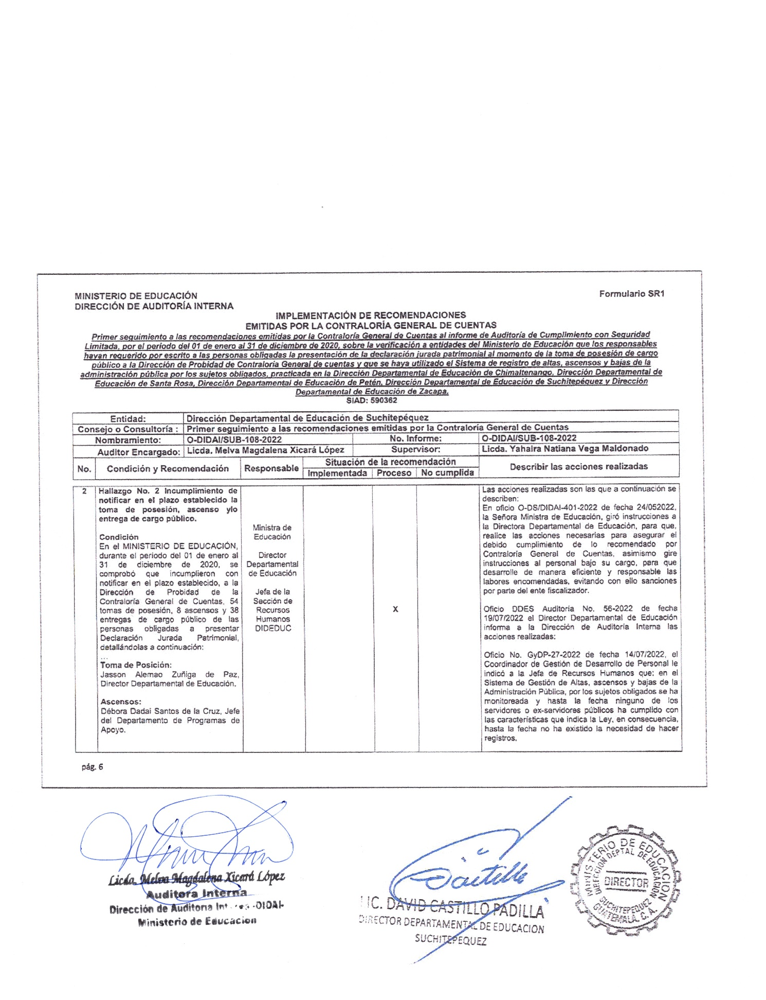 MINISTERIO DE EDUCACIÓN
DIRECCIÓN DE AUDITORÍA INTERNA
Formulario SR1
IMPLEMENTACIÓN DE RECOMENDACIONES
EMITIDAS POR LA CONTRALORÍA GENERAL DE CUENTAS
Primer seguimiento a las recomendaciones emitidas por la Contraloría General de Cuentas al informe de Auditoría de Cumplimiento con Seguridad
Limitada, por el periodo del 01 de enero al 31 de diciembre de 2020, sobre la verificación a entidades del Ministerio de Educación que los responsables
hayan requerido por escrito a las personas obligadas la presentación de la declaración jurada patrimonial al momento de la toma de posesión de cargo
público a la Dirección de Probidad de Contraloría General de cuentas y que se haya utilizado el Sistema de registro de altas, ascensos y bajas de la
administración pública por los sujetos obligados, practicada en la Dirección Departamental de Educación de Chimaltenango, Dirección Departamental de
Educación de Santa Rosa, Dirección Departamental de Educación de Petén, Dirección Departamental de Educación de Suchitepéquez y Dirección
Departamental de Educación de Zacapa.
SIAD: 590362
Entidad: Dirección Departamental de Educación de Suchitepéquez
Consejo o Consultoría : Primer seguimiento a las recomendaciones emitidas por la Contraloría General de Cuentas
Nombramiento: O-DIDAI/SUB-108-2022 No. Informe: O-DIDAI/SUB-108-2022
Auditor Encargado: Licda. Melva Magdalena Xicará López Supervisor: Licda. Yahaira Natiana Vega Maldonado
No. Condición y Recomendación Responsable Situación de la recomendación Describir las acciones realizadas
Implementada Proceso No cumplida
2
Hallazgo No. 2 Incumplimiento de
notificar en el plazo establecido la
toma de posesión, ascenso y/o
entrega de cargo público.
Condición
En el MINISTERIO DE EDUCACIÓN,
durante el periodo del 01 de enero al
31 de diciembre de 2020, se
comprobó que incumplieron con
notificar en el plazo establecido, a la
Dirección de Probidad de la
Contraloría General de Cuentas, 54
tomas de posesión, 8 ascensos y 38
entregas de cargo público de las
personas obligadas a presentar
Declaración Jurada Patrimonial,
detallándolas a continuación:
...
Toma de Posición:
Jasson Alemao Zuñiga de Paz,
Director Departamental de Educación.
Ascensos:
Débora Dadai Santos de la Cruz, Jefe
del Departamento de Programas de
Apoyo.
Ministra de
Educación
Director
Departamental
de Educación
Jefa de la
Sección de
Recursos
Humanos
DIDEDUC
X
Las acciones realizadas son las que a continuación se
describen:
En oficio O-DS/DIDAI-401-2022 de fecha 24/052022,
la Señora Ministra de Educación, giró instrucciones a
la Directora Departamental de Educación, para que,
realice las acciones necesarias para asegurar el
debido cumplimiento de lo recomendado por
Contraloría General de Cuentas, asimismo gire
instrucciones al personal bajo su cargo, para que
desarrolle de manera eficiente y responsable las
labores encomendadas, evitando con ello sanciones
por parte del ente fiscalizador.
Oficio DDES Auditoria No. 56-2022 de fecha
19/07/2022 el Director Departamental de Educación
informa a la Dirección de Auditoría Interna las
acciones realizadas:
Oficio No. GyDP-27-2022 de fecha 14/07/2022, el
Coordinador de Gestión de Desarrollo de Personal le
indicó a la Jefa de Recursos Humanos que: en el
Sistema de Gestión de Altas, ascensos y bajas de la
Administración Pública, por los sujetos obligados se ha
monitoreada y hasta la fecha ninguno de los
servidores o ex-servidores públicos ha cumplido con
las características que indica la Ley, en consecuencia,
hasta la fecha no ha existido la necesidad de hacer
registros.
pág. 6
Licda. Melva Magdalena Xicará López
Auditora Interna
Dirección de Auditoria -DIDAI-
Ministerio de Educacion
LIC. DAVID CASTILLO PADILLA
DIRECTOR DEPARTAMENTAL DE EDUCACION
SUCHITEPEQUEZ
MINISTERIO DE EDUCACION
DIRECCION DEPTAL DE EDUCACION
DIRECTOR
SUCHITEPEQUEZ
GUATEMALA, C. A.